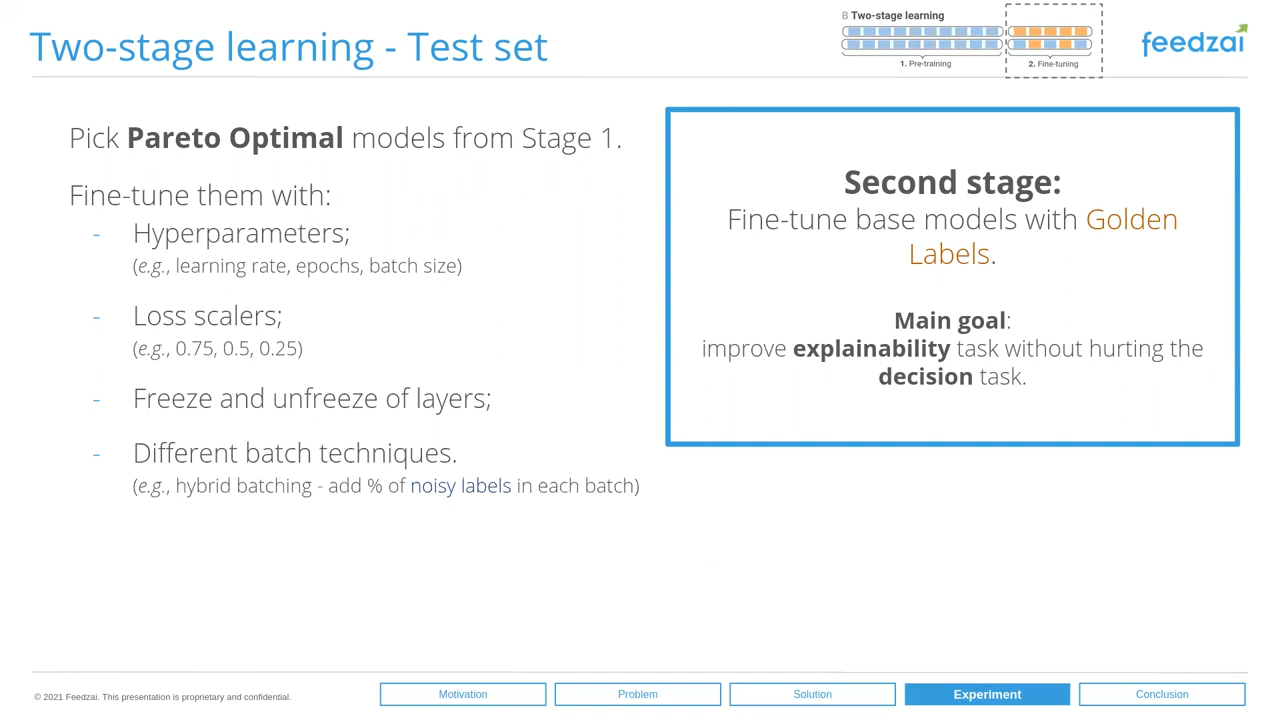 Two-stage learning - Test set
B Two-stage learning
1. Pre-training
2. Fine-tuning
feedzai
Pick Pareto Optimal models from Stage 1.
Fine-tune them with:
- Hyperparameters;
(e.g., learning rate, epochs, batch size)
- Loss scalers;
(e.g., 0.75, 0.5, 0.25)
- Freeze and unfreeze of layers;
- Different batch techniques.
(e.g., hybrid batching - add % of noisy labels in each batch)
Second stage:
Fine-tune base models with Golden
Labels.
Main goal:
improve explainability task without hurting the
decision task.
© 2021 Feedzai. This presentation is proprietary and confidential.
Motivation
Problem
Solution
Experiment
Conclusion